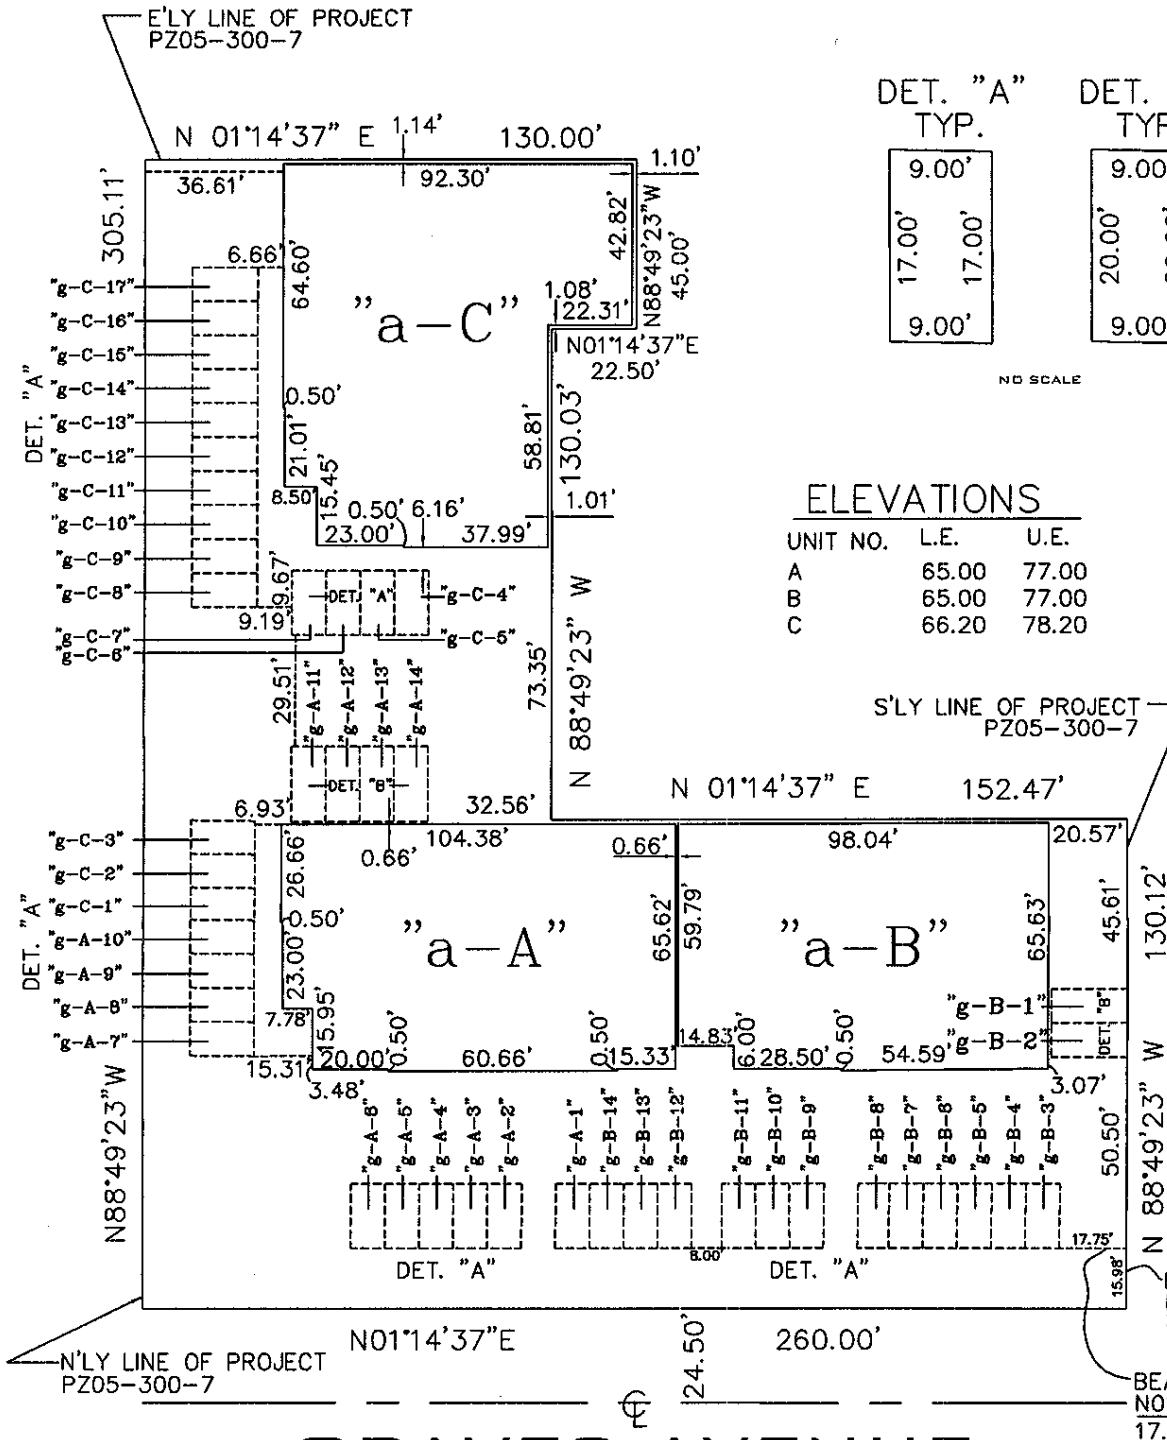 E'LY LINE OF PROJECT
PZ05-300-7
N 01°14'37" E
1.14'
130.00'
36.61'
92.30'
1.10'
305.11'
6.66'
64.60'
42.82'
N88°49'23"W
45.00'
"a-C"
1.08'
22.31'
N01°14'37"E
22.50'
"g-C-17"
"g-C-16"
"g-C-15"
"g-C-14"
"g-C-13"
"g-C-12"
"g-C-11"
"g-C-10"
"g-C-9"
"g-C-8"
"g-C-7"
"g-C-6"
DET. "A"
0.50'
21.01'
8.50'
15.45'
0.50'
6.16'
23.00'
37.99'
58.81'
130.03'
1.01'
9.67'
9.19'
DET. "A"
"g-C-4"
"g-C-5"
29.51'
"g-A-11"
"g-A-12"
"g-A-13"
"g-A-14"
73.35'
N 88°49'23" W
DET. "B"
DET. "A"
TYP.
9.00'
17.00'
17.00'
9.00'
DET.
TYP
9.00
20.00'
9.00
NO SCALE
ELEVATIONS
UNIT NO. L.E. U.E.
A 65.00 77.00
B 65.00 77.00
C 66.20 78.20
S'LY LINE OF PROJECT
PZ05-300-7
N 01°14'37" E
152.47'
6.93'
32.56'
104.38'
0.66'
0.66'
98.04'
20.57'
"g-C-3"
"g-C-2"
"g-C-1"
"g-A-10"
"g-A-9"
"g-A-8"
"g-A-7"
DET. "A"
26.66'
0.50'
23.00'
7.78'
15.95'
"a-A"
65.62'
59.79'
"a-B"
65.63'
45.61'
130.12'
"g-B-1"
"g-B-2"
DET. "B"
15.31'
3.48'
20.00'
0.50'
60.66'
0.50'
15.33'
14.83'
6.00'
28.50'
0.50'
54.59'
3.07'
N88°49'23"W
"g-A-6"
"g-A-5"
"g-A-4"
"g-A-3"
"g-A-2"
"g-A-1"
"g-B-14"
"g-B-13"
"g-B-12"
"g-B-11"
"g-B-10"
"g-B-9"
"g-B-8"
"g-B-7"
"g-B-6"
"g-B-5"
"g-B-4"
"g-B-3"
50.50'
N 88°49'23" W
8.00'
17.75'
15.98'
DET. "A"
DET. "A"
N01°14'37"E
24.50'
260.00'
N'LY LINE OF PROJECT
PZ05-300-7
BEA
NO
17.